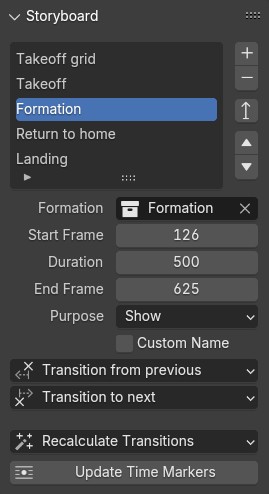 Storyboard
Takeoff grid
Takeoff
Formation
Return to home
Landing
Formation Formation
Start Frame 126
Duration 500
End Frame 625
Purpose Show
Custom Name
Transition from previous
Transition to next
Recalculate Transitions
Update Time Markers